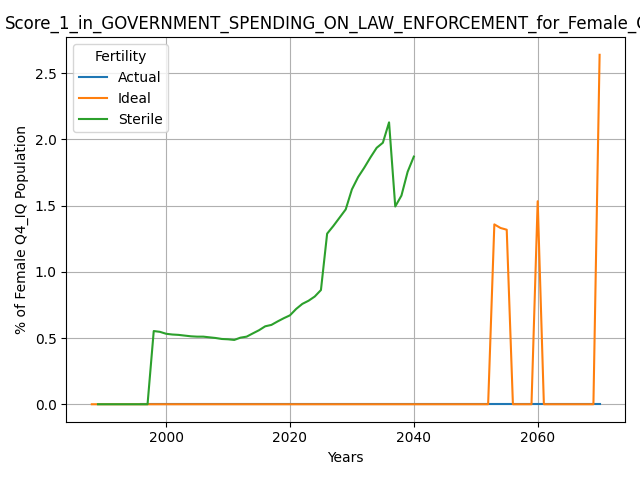 Score_1_in_GOVERNMENT_SPENDING_ON_LAW_ENFORCEMENT_for_Female_
Fertility
Actual
Ideal
Sterile
% of Female Q4_IQ Population
2.5
2.0
1.5
1.0
0.5
0.0
2000
2020
2040
2060
Years